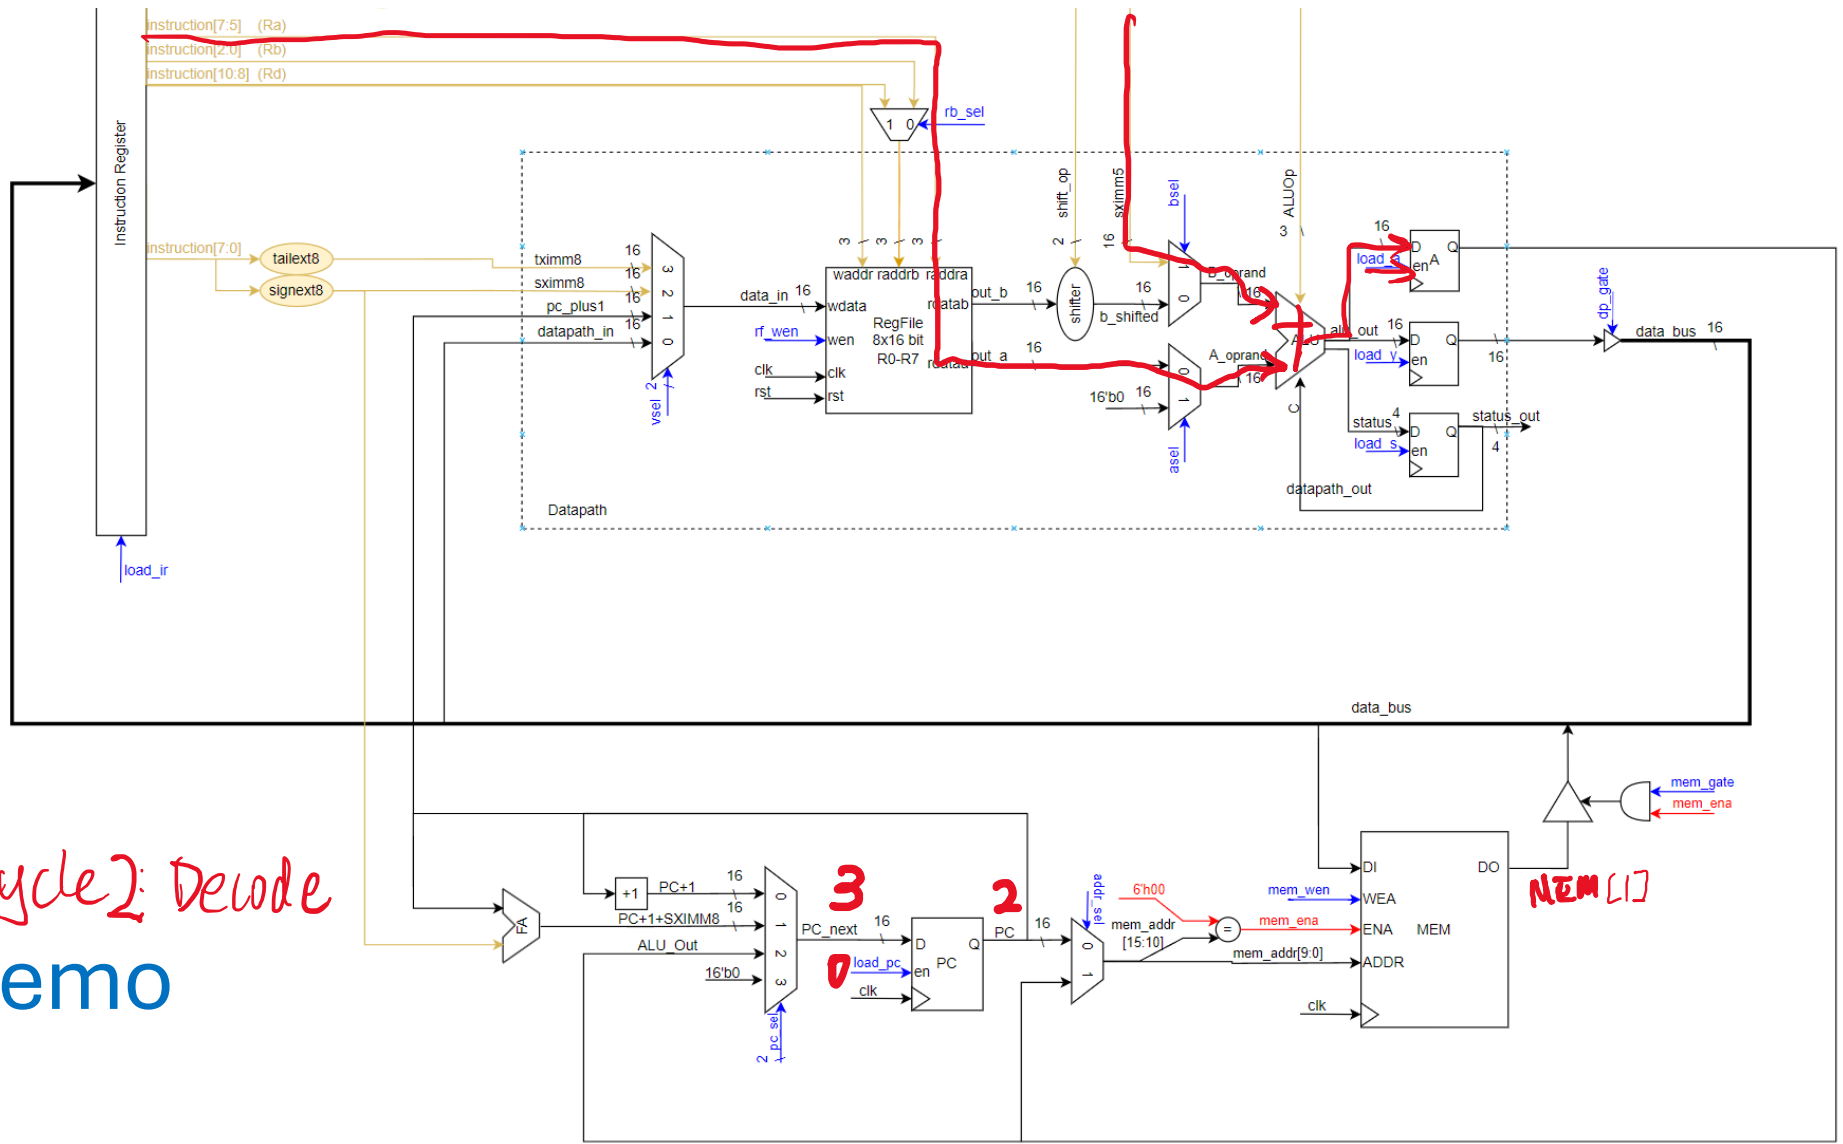 instruction[7:5] (Ra)
instruction[2:0] (Rb)
instruction[10:8] (Rd)
Instruction Register
1 0
rb_sel
instruction[7:0]
tailext8
signext8
load_ir
tximm8 16
sximm8 16
pc_plus1 16
datapath_in 16
3
2
1
0
vsel 2
data_in 16
rf_wen
clk
rst
3 3 3
waddr raddrb raddra
wdata
wen
clk
rst
rdatab
RegFile
8x16 bit
R0-R7
out_b 16
out_a 16
shift_op
2
shifter
16
b_shifted
sximm5
16
bsel
1
0
B_oprand
16
0
1
A_oprand
16
16'b0 16
asel
ALUOp
3
ALU
C
alu_out
16
load_a
D Q
en A
16
load_v
D Q
en
16
status 4
load_s
D Q
en
status_out
4
datapath_out
dp_gate
data_bus 16
Datapath
data_bus
mem_gate
mem_ena
ycle2: Decode
emo
FA
+1
PC+1 16
PC+1+SXIMM8 16
ALU_Out
16'b0
0
1
2
3
pc_sel
2
3
PC_next 16
0
load_pc
clk
D Q
en PC
2
PC 16
addr_sel
0
1
6'h00
mem_addr
[15:10]
=
mem_ena
mem_wen
mem_addr[9:0]
clk
DI DO
WEA
ENA MEM
ADDR
MEM[1]